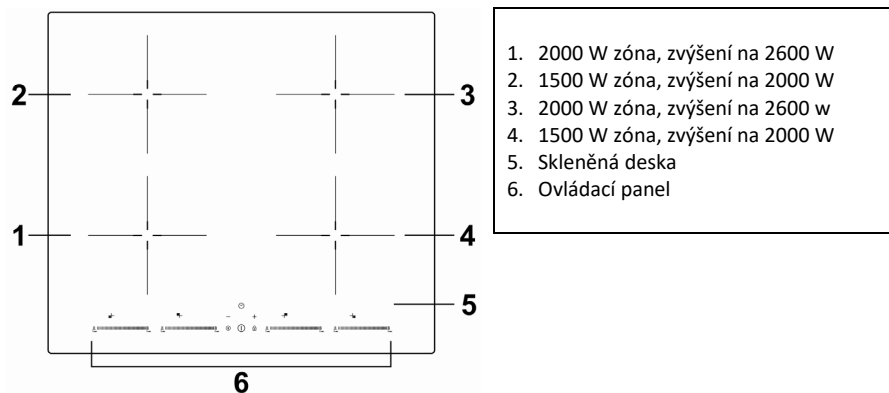 2
3
1
4
5
6
1. 2000 W zóna, zvýšení na 2600 W
2. 1500 W zóna, zvýšení na 2000 W
3. 2000 W zóna, zvýšení na 2600 w
4. 1500 W zóna, zvýšení na 2000 W
5. Skleněná deska
6. Ovládací panel